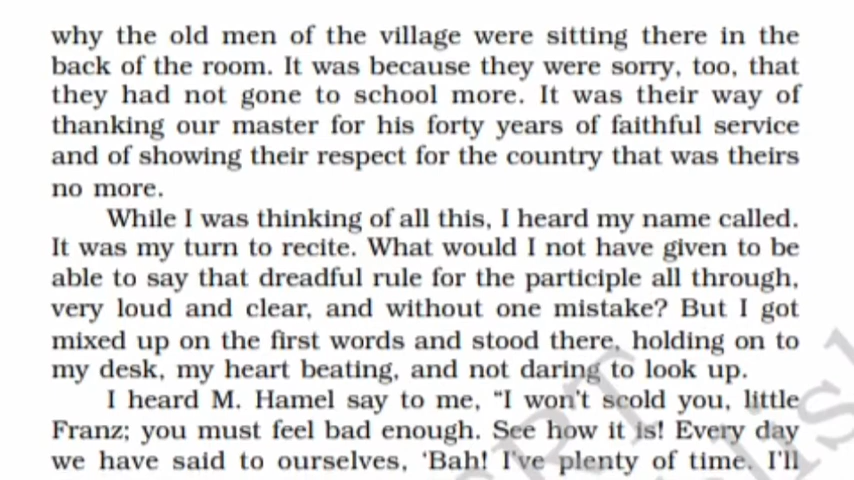 why the old men of the village were sitting there in the
back of the room. It was because they were sorry, too, that
they had not gone to school more. It was their way of
thanking our master for his forty years of faithful service
and of showing their respect for the country that was theirs
no more.
While I was thinking of all this, I heard my name called.
It was my turn to recite. What would I not have given to be
able to say that dreadful rule for the participle all through,
very loud and clear, and without one mistake? But I got
mixed up on the first words and stood there, holding on to
my desk, my heart beating, and not daring to look up.
I heard M. Hamel say to me, “I won't scold you, little
Franz; you must feel bad enough. See how it is! Every day
we have said to ourselves, ‘Bah! I've plenty of time. I'll